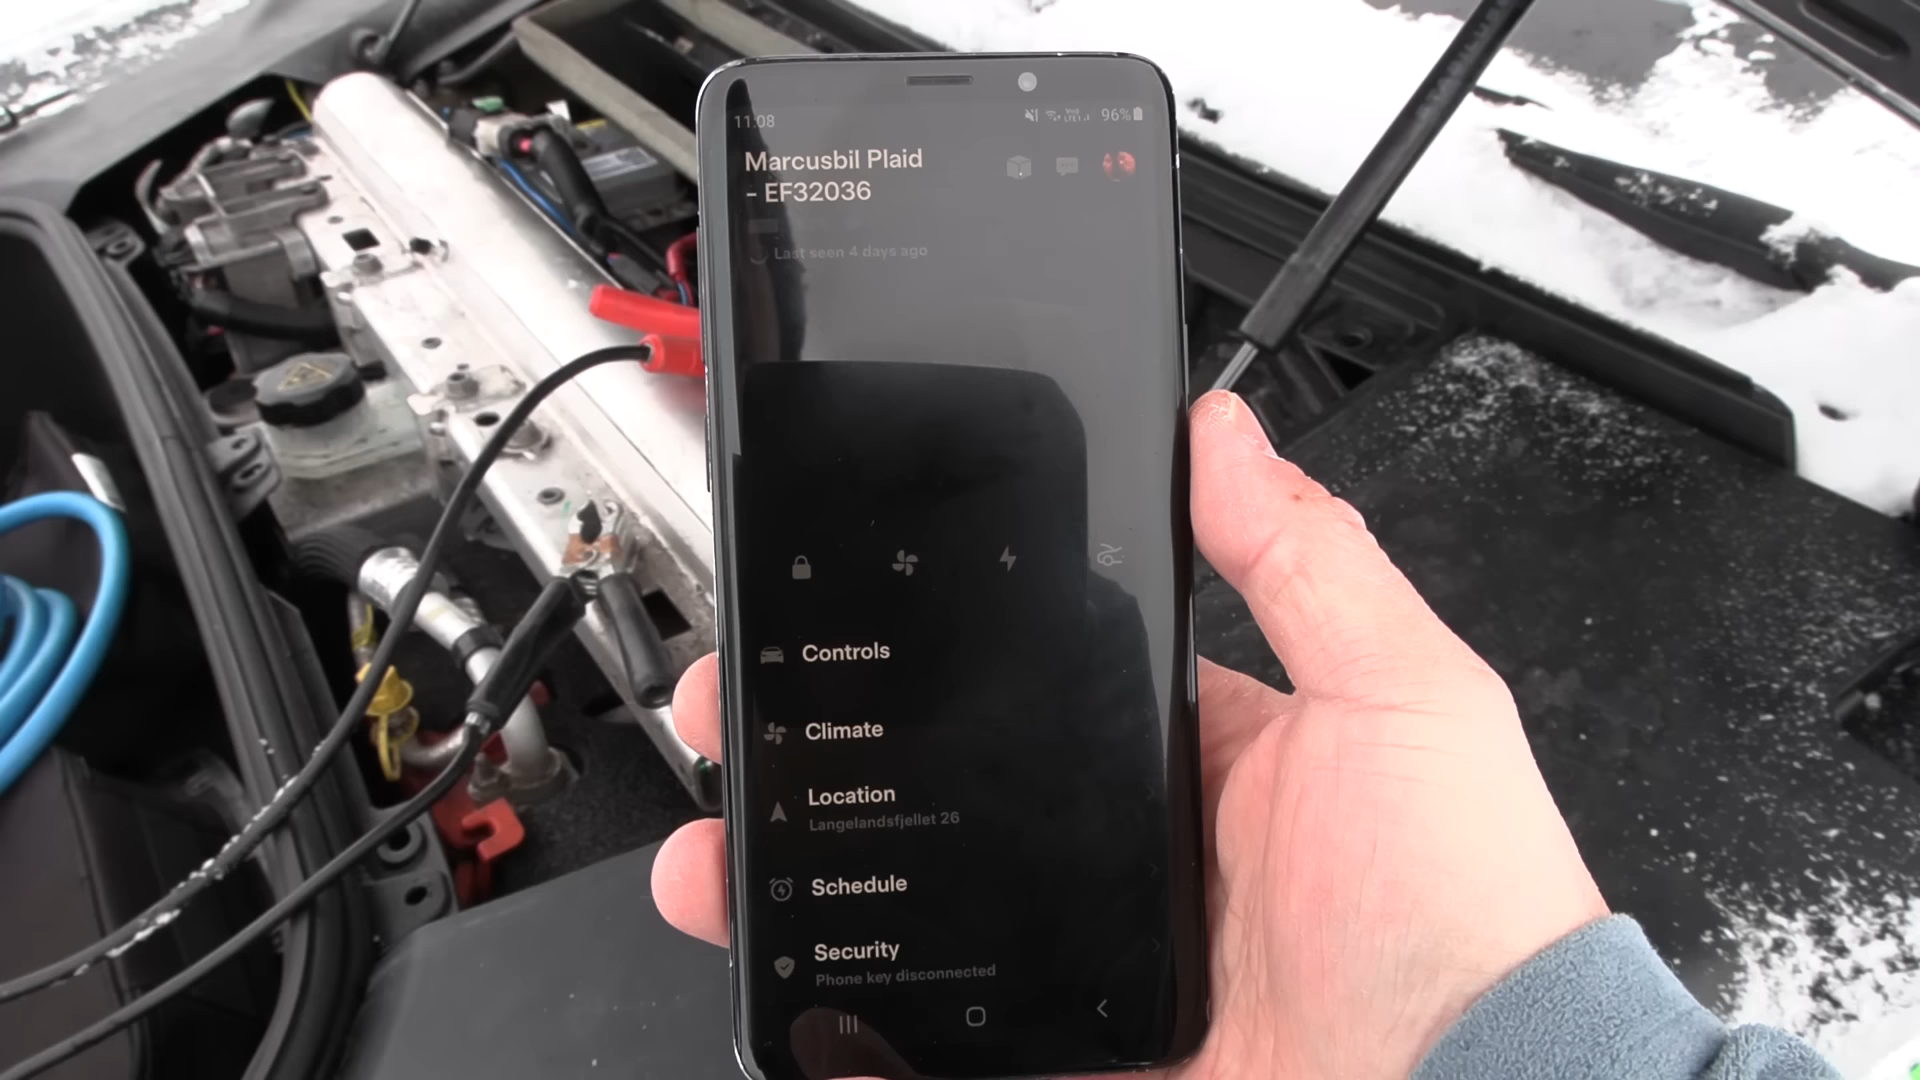 11:08
96%
Marcusbil Plaid
- EF32036
Last seen 4 days ago
Controls
Climate
Location
Langelandsfjellet 26
Schedule
Security
Phone key disconnected